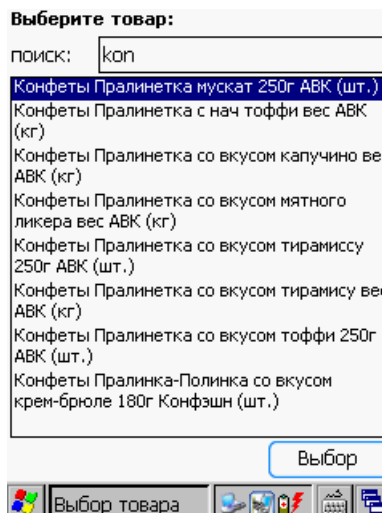 Выберите товар:
поиск: kon
Конфеты Пралинетка мускат 250г АВК (шт.)
Конфеты Пралинетка с нач тоффи вес АВК
(кг)
Конфеты Пралинетка со вкусом капучино ве
АВК (кг)
Конфеты Пралинетка со вкусом мятного
ликера вес АВК (кг)
Конфеты Пралинетка со вкусом тирамиссу
250г АВК (шт.)
Конфеты Пралинетка со вкусом тирамису вес
АВК (кг)
Конфеты Пралинетка со вкусом тоффи 250г
АВК (шт.)
Конфеты Пралинка-Полинка со вкусом
крем-брюле 180г Конфэшн (шт.)
Выбор
Выбор товара